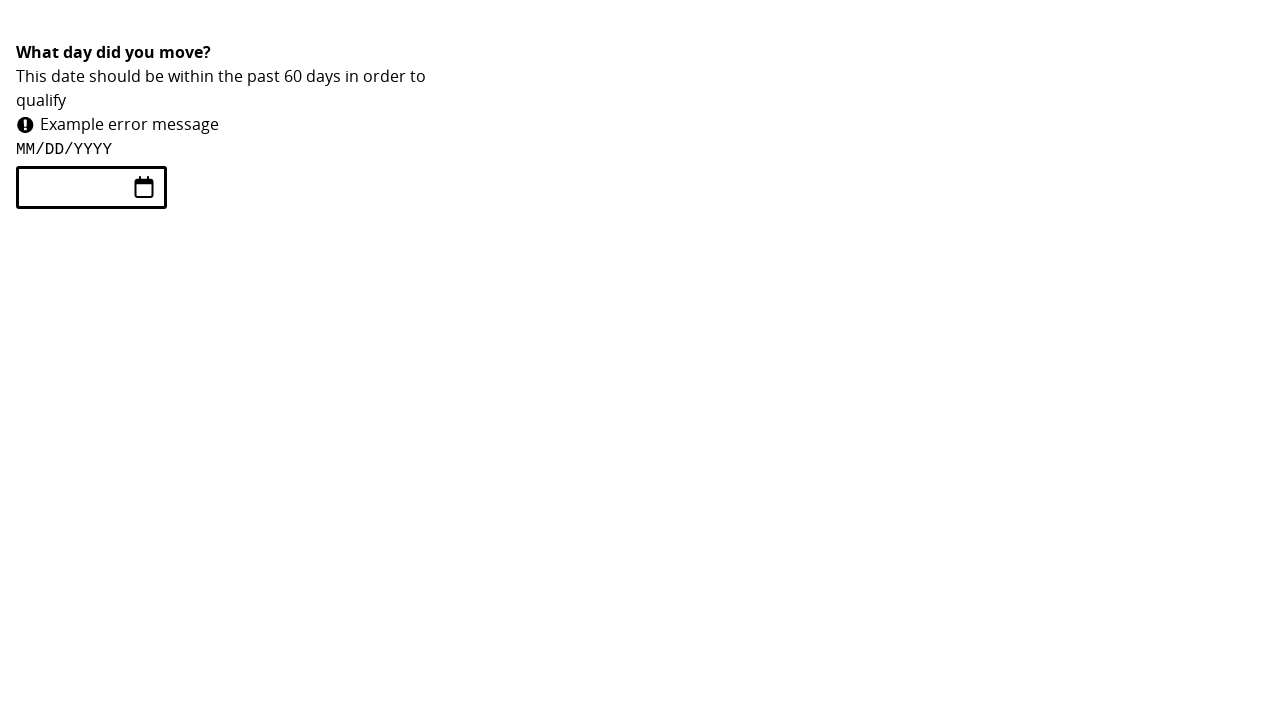 What day did you move?
This date should be within the past 60 days in order to
qualify
Example error message
MM/DD/YYYY